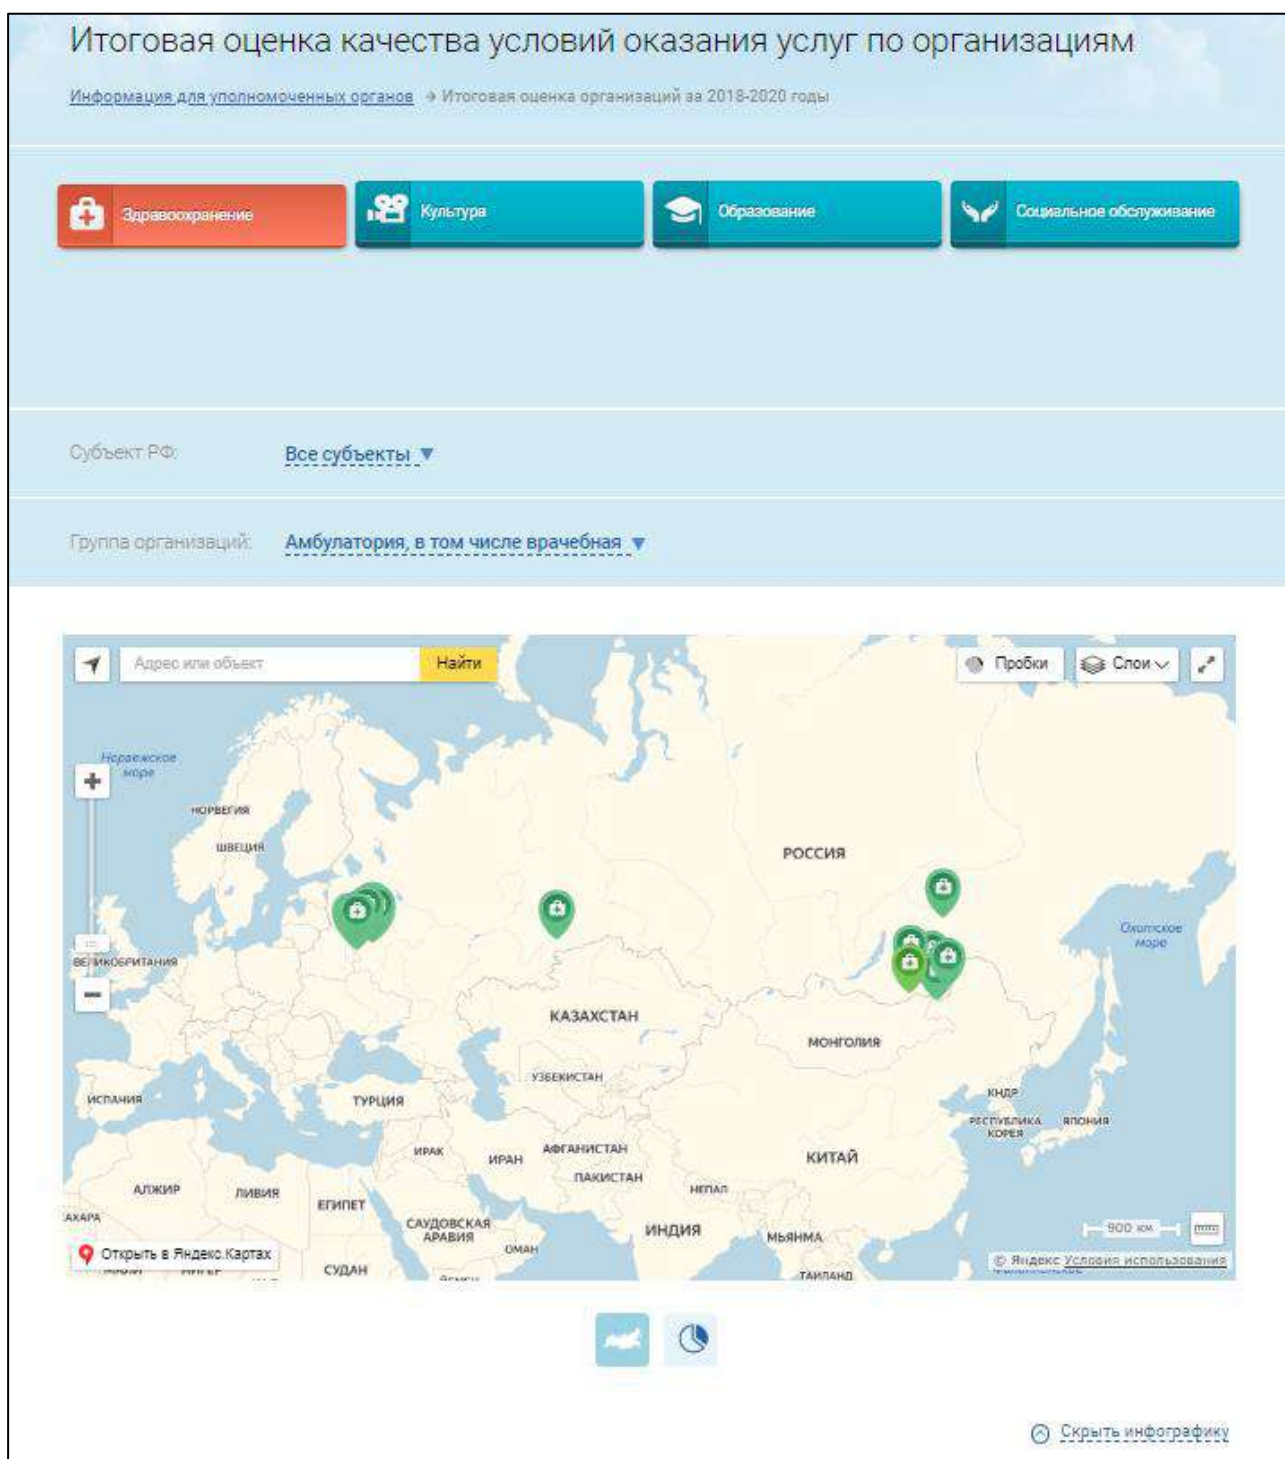 Итоговая оценка качества условий оказания услуг по организациям
Информация для уполномоченных органов → Итоговая оценка организаций за 2018-2020 годы
Здравоохранение
Культура
Образование
Социальное обслуживание
Субъект РФ:
Все субъекты ▼
Группа организаций:
Амбулатория, в том числе врачебная ▼
Адрес или объект
Найти
Пробки
Слои
Норвежское
море
НОРВЕГИЯ
ШВЕЦИЯ
РОССИЯ
Охотское
море
ВЕЛИКОБРИТАНИЯ
КАЗАХСТАН
МОНГОЛИЯ
УЗБЕКИСТАН
ИСПАНИЯ
ТУРЦИЯ
КНДР
РЕСПУБЛИКА
КОРЕЯ
ЯПОНИЯ
ИРАК
ИРАН
АФГАНИСТАН
ПАКИСТАН
КИТАЙ
НЕПАЛ
АЛЖИР
ЛИВИЯ
ЕГИПЕТ
САХАРА
САУДОВСКАЯ
АРАВИЯ
ОМАН
ИНДИЯ
МЬЯНМА
900 км
Открыть в Яндекс.Картах
СУДАН
ТАИЛАНД
© Яндекс Условия использования
Скрыть инфографику